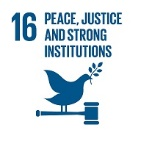 16 PEACE, JUSTICE
AND STRONG
INSTITUTIONS